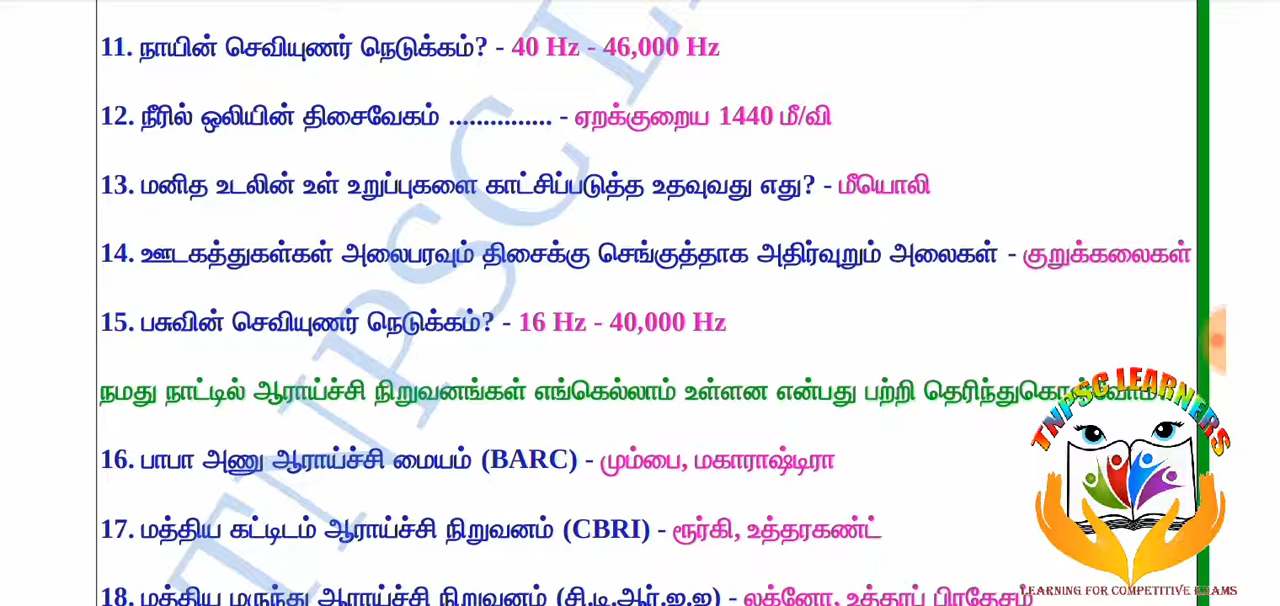 11. நாயின் செவியுணர் நெடுக்கம்? - 40 Hz - 46,000 Hz
12. நீரில் ஒலியின் திசைவேகம் ............... - ஏறக்குறைய 1440 மீ/வி
13. மனித உடலின் உள் உறுப்புகளை காட்சிப்படுத்த உதவுவது எது? - மீயொலி
14. ஊடகத்துகள்கள் அலைபரவும் திசைக்கு செங்குத்தாக அதிர்வுறும் அலைகள் - குறுக்கலைகள்
15. பசுவின் செவியுணர் நெடுக்கம்? - 16 Hz - 40,000 Hz
நமது நாட்டில் ஆராய்ச்சி நிறுவனங்கள் எங்கெல்லாம் உள்ளன என்பது பற்றி தெரிந்துகொள்வோம்
TNPSC LEARNERS
16. பாபா அணு ஆராய்ச்சி மையம் (BARC) - மும்பை, மகாராஷ்டிரா
17. மத்திய கட்டிடம் ஆராய்ச்சி நிறுவனம் (CBRI) - ரூர்கி, உத்தரகண்ட்
18. மத்திய மருந்து ஆராய்ச்சி நிறுவனம் (சி.டி.ஆர்.ஐ.ஐ) - லக்னோ, உத்தரப் பிரதேசம்
LEARNING FOR COMPETITIVE EXAMS
TNPSC L